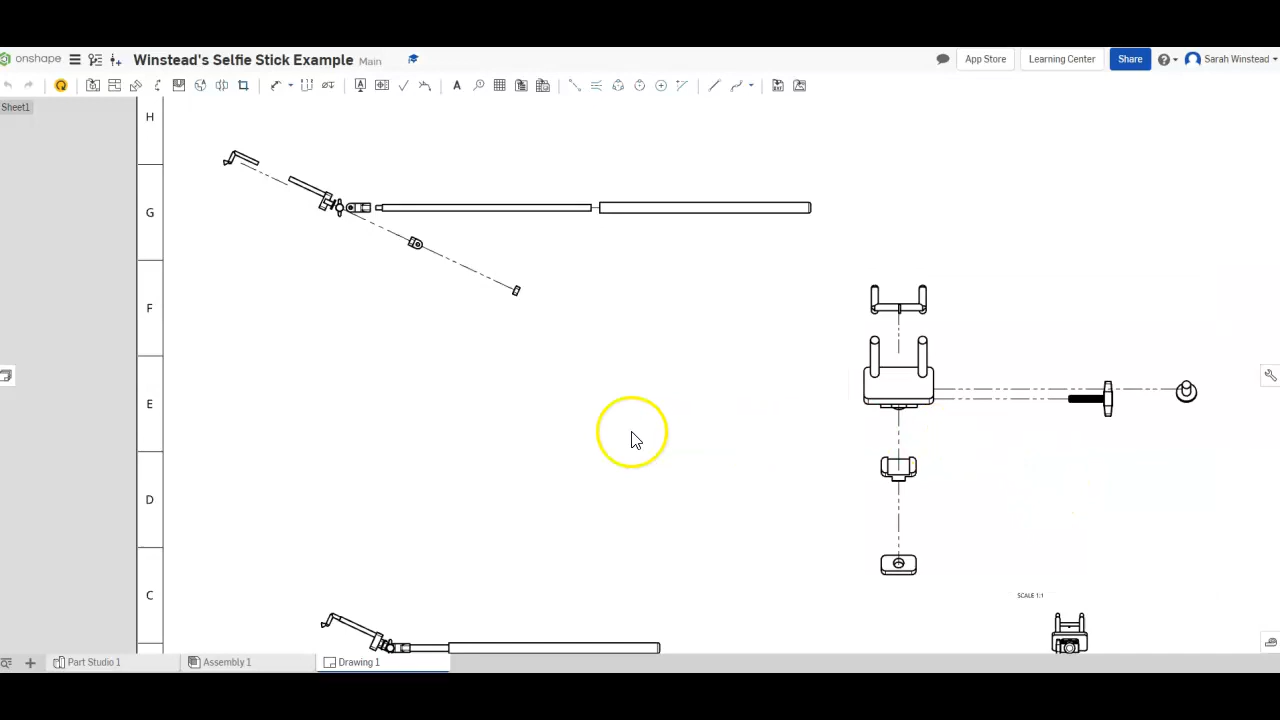 onshape
Winstead's Selfie Stick Example Main
App Store
Learning Center
Share
Sarah Winstead
A
A
Sheet1
H
G
F
E
D
C
SCALE 1:1
Part Studio 1
Assembly 1
Drawing 1